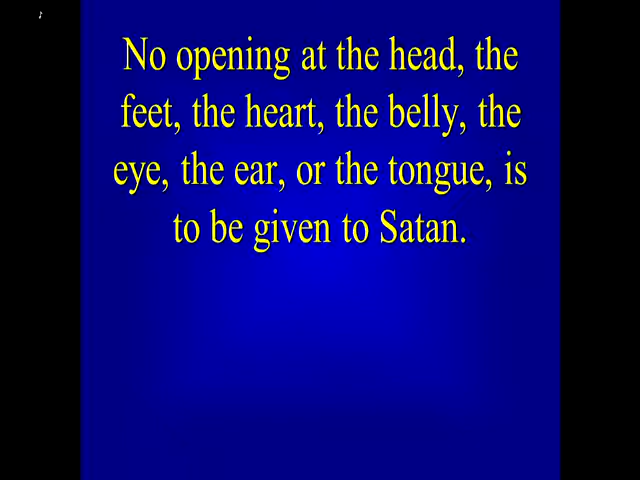 No opening at the head, the
feet, the heart, the belly, the
eye, the ear, or the tongue, is
to be given to Satan.